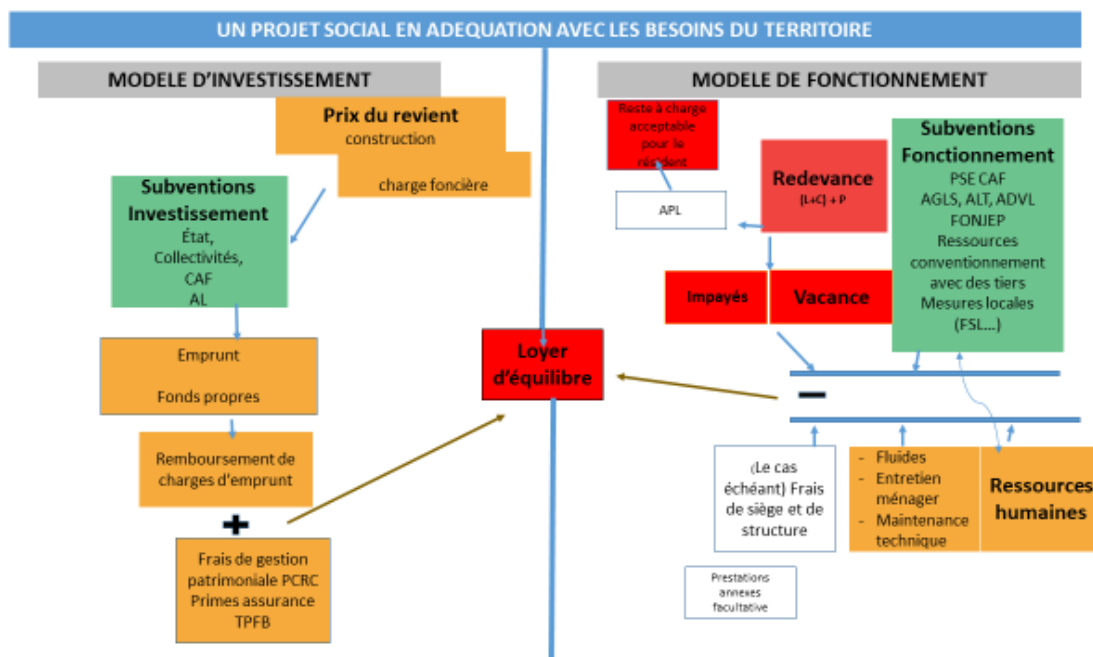 UN PROJET SOCIAL EN ADEQUATION AVEC LES BESOINS DU TERRITOIRE
MODELE D'INVESTISSEMENT
Prix du revient
construction
charge foncière
Subventions
Investissement
État,
Collectivités,
CAF
AL
Emprunt
Fonds propres
Remboursement de
charges d'emprunt
+
Frais de gestion
patrimoniale PCRC
Primes assurance
TPFB
Loyer
d'équilibre
MODELE DE FONCTIONNEMENT
Reste à charge
acceptable
pour le
résident
APL
Redevance
(L+C) + P
Impayés
Vacance
Subventions
Fonctionnement
PSE CAF
AGLS, ALT, ADVL
FONJEP
Ressources
conventionnement
avec des tiers
Mesures locales
(FSL...)
–
(Le cas
échéant) Frais
de siège et de
structure
- Fluides
- Entretien
ménager
- Maintenance
technique
Ressources
humaines
Prestations
annexes
facultative